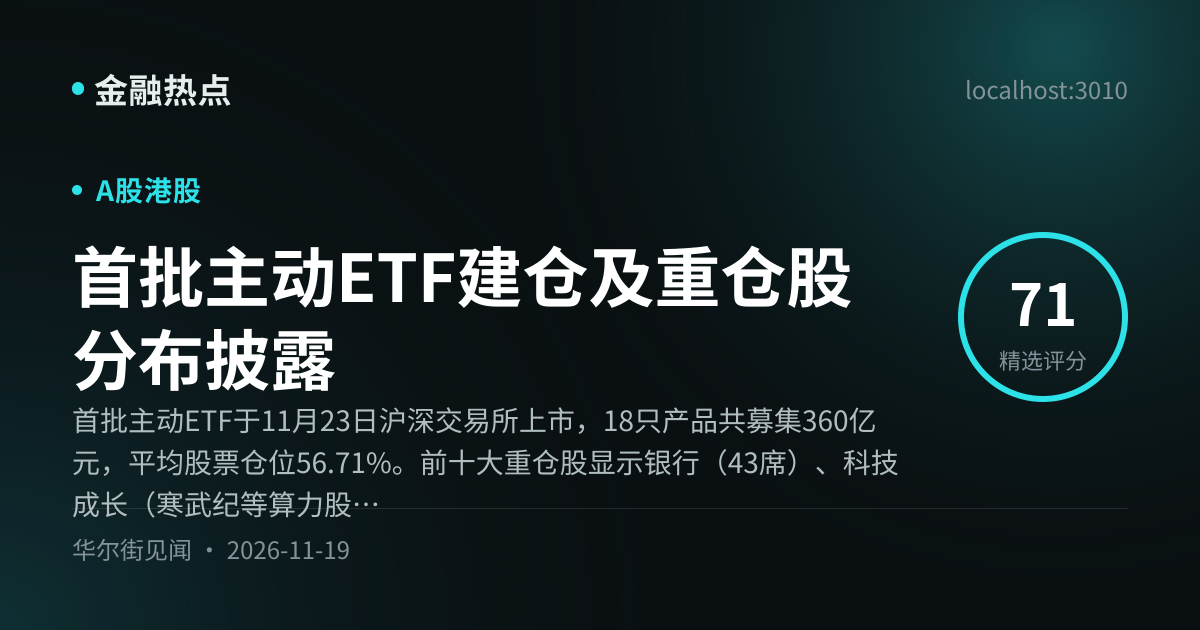 金融热点
localhost:3010
A股港股
首批主动ETF建仓及重仓股
分布披露
71
精选评分
首批主动ETF于11月23日沪深交易所上市，18只产品共募集360亿
元，平均股票仓位56.71%。前十大重仓股显示银行（43席）、科技
成长（寒武纪等算力股…
华尔街见闻 · 2026-11-19